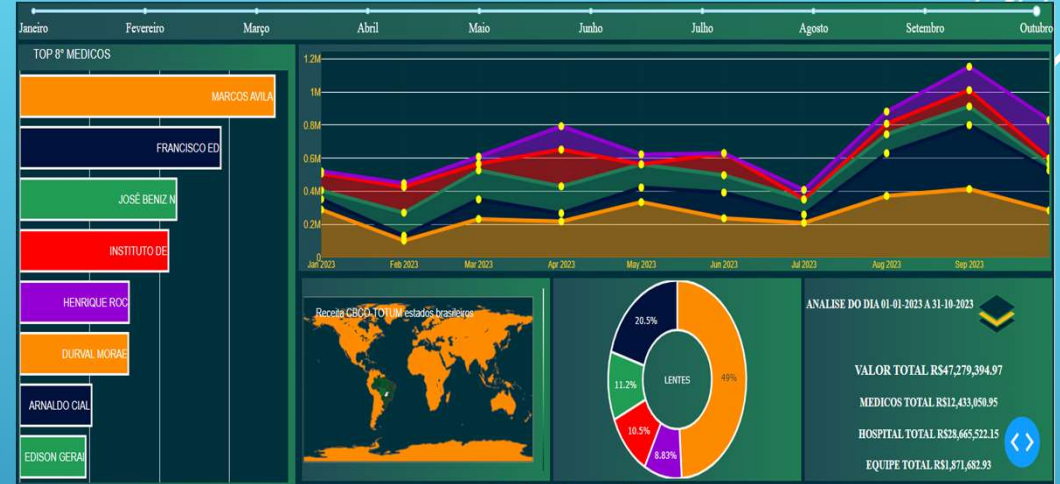 Janeiro Fevereiro Março Abril Maio Junho Julho Agosto Setembro Outubro
TOP 8º MEDICOS
MARCOS AVILA
FRANCISCO ED
JOSÉ BENIZ N
INSTITUTO DE
HENRIQUE ROC
DURVAL MORAE
ARNALDO CIAL
EDISON GERAI
1.2M
1M
0.8M
0.6M
0.4M
0.2M
0
Jan 2023 Feb 2023 Mar 2023 Apr 2023 May 2023 Jun 2023 Jul 2023 Aug 2023 Sep 2023
Receita CBCO TOTUM estados brasileiros
LENTES
49%
20.5%
11.2%
10.5%
8.83%
ANALISE DO DIA 01-01-2023 A 31-10-2023
VALOR TOTAL R$47,279,394.97
MEDICOS TOTAL R$12,433,050.95
HOSPITAL TOTAL R$28,665,522.15
EQUIPE TOTAL R$1,871,682.93